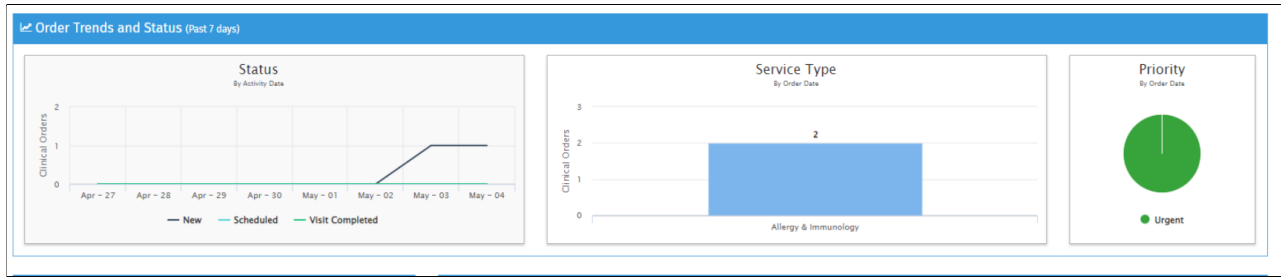 Order Trends and Status (Past 7 days)
Status
By Activity Date
Clinical Orders
2
1
0
Apr - 27 Apr - 28 Apr - 29 Apr - 30 May - 01 May - 02 May - 03 May - 04
New Scheduled Visit Completed
Service Type
By Order Date
Clinical Orders
3
2
1
0
2
Allergy & Immunology
Priority
By Order Date
Urgent